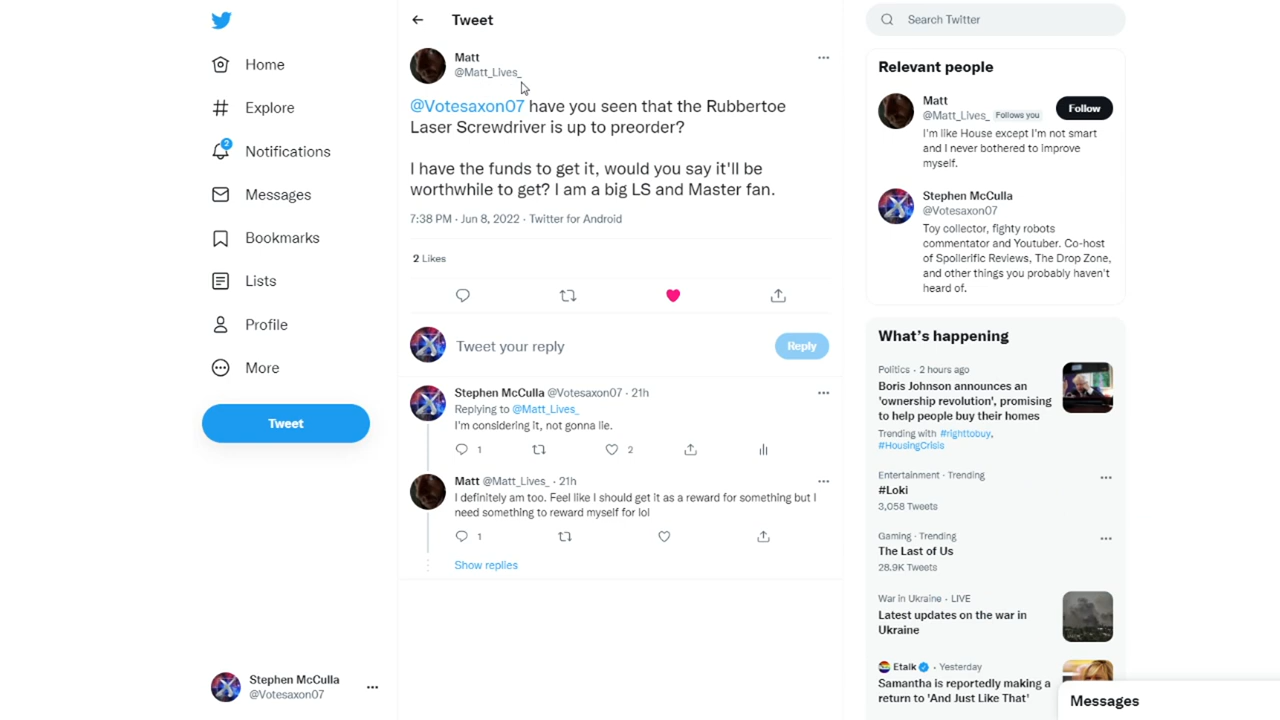 Home
Explore
2
Notifications
Messages
Bookmarks
Lists
Profile
More
Tweet
Stephen McCulla
@Votesaxon07
Tweet
Matt
@Matt_Lives_
@Votesaxon07 have you seen that the Rubbertoe
Laser Screwdriver is up to preorder?
I have the funds to get it, would you say it'll be
worthwhile to get? I am a big LS and Master fan.
7:38 PM · Jun 8, 2022 · Twitter for Android
2 Likes
Tweet your reply
Reply
Stephen McCulla @Votesaxon07 · 21h
Replying to @Matt_Lives_
I'm considering it, not gonna lie.
1
2
Matt @Matt_Lives_ · 21h
I definitely am too. Feel like I should get it as a reward for something but I
need something to reward myself for lol
1
Show replies
Search Twitter
Relevant people
Matt
@Matt_Lives_ Follows you
Follow
I'm like House except I'm not smart
and I never bothered to improve
myself.
Stephen McCulla
@Votesaxon07
Toy collector, fighty robots
commentator and Youtuber. Co-host
of Spoilerific Reviews, The Drop Zone,
and other things you probably haven't
heard of.
What's happening
Politics · 2 hours ago
Boris Johnson announces an
'ownership revolution', promising
to help people buy their homes
Trending with #righttobuy,
#HousingCrisis
Entertainment · Trending
#Loki
3,058 Tweets
Gaming · Trending
The Last of Us
28.9K Tweets
War in Ukraine · LIVE
Latest updates on the war in
Ukraine
Etalk · Yesterday
Samantha is reportedly making a
return to 'And Just Like That'
Messages